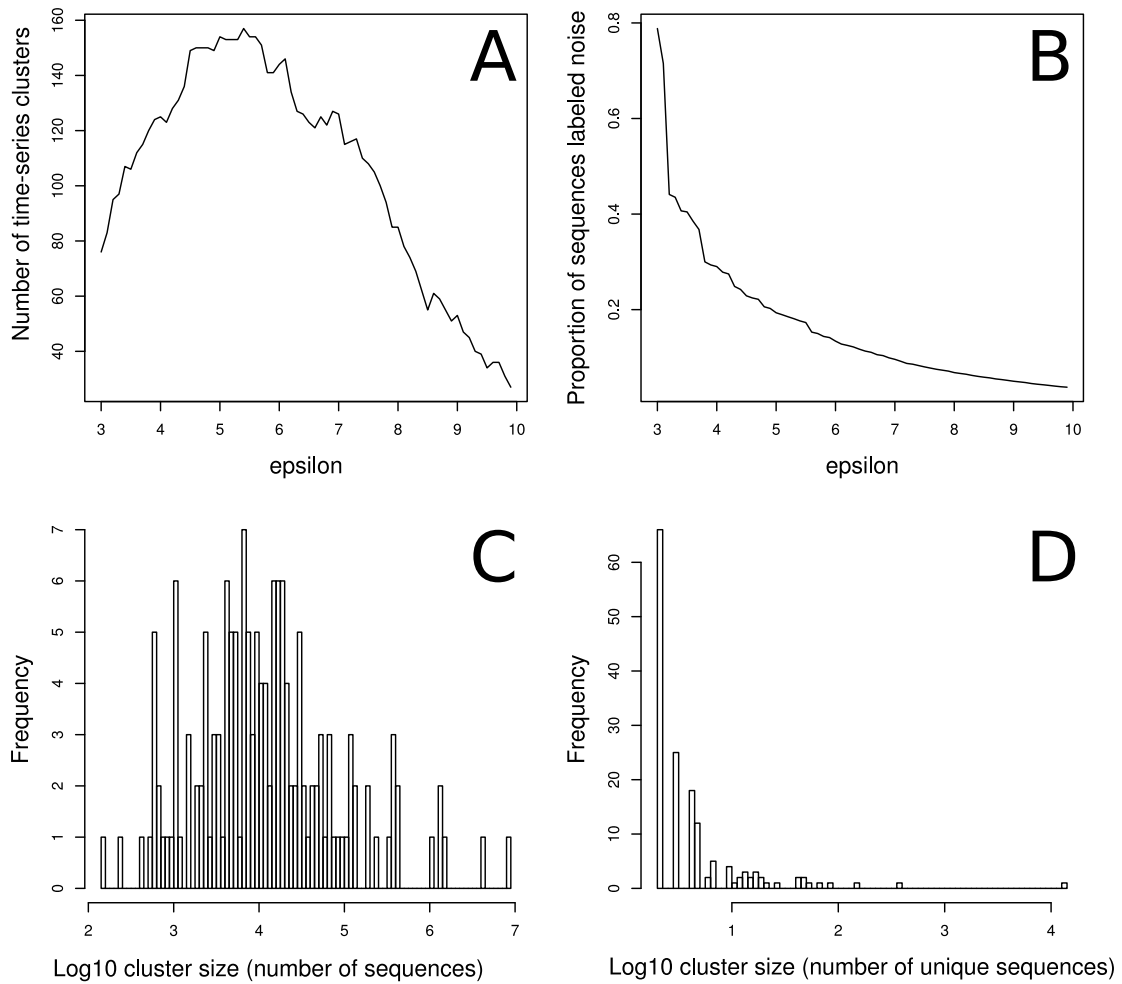 A
Number of time-series clusters
160
140
120
100
80
60
40
3 4 5 6 7 8 9 10
epsilon
B
Proportion of sequences labeled noise
0.8
0.6
0.4
0.2
3 4 5 6 7 8 9 10
epsilon
C
Frequency
7
6
5
4
3
2
1
0
2 3 4 5 6 7
Log10 cluster size (number of sequences)
D
Frequency
60
50
40
30
20
10
0
1 2 3 4
Log10 cluster size (number of unique sequences)